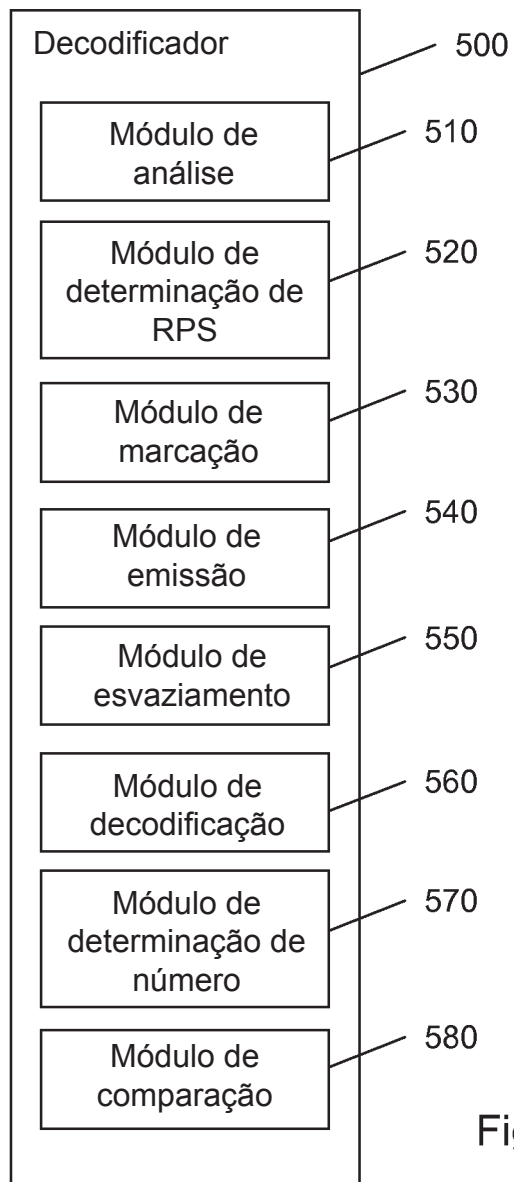 Decodificador
500
Módulo de
análise
510
Módulo de
determinação de
RPS
520
Módulo de
marcação
530
Módulo de
emissão
540
Módulo de
esvaziamento
550
Módulo de
decodificação
560
Módulo de
determinação de
número
570
Módulo de
comparação
580